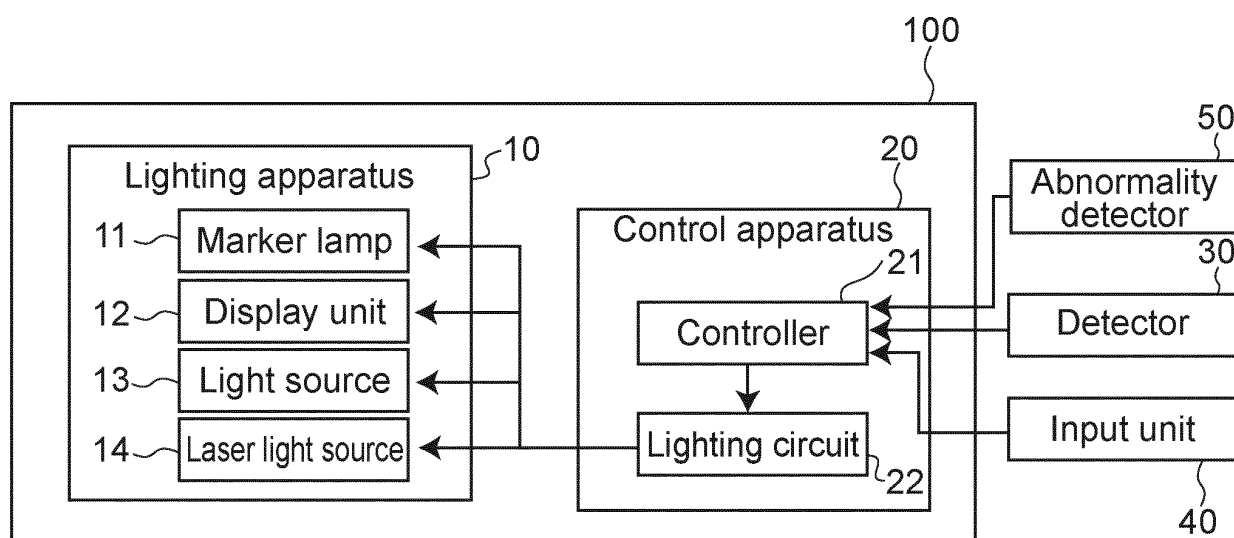 100
50
10
20
Lighting apparatus
Abnormality
detector
11
Marker lamp
Control apparatus
21
30
12
Display unit
Controller
Detector
13
Light source
14
Laser light source
Lighting circuit
22
Input unit
40